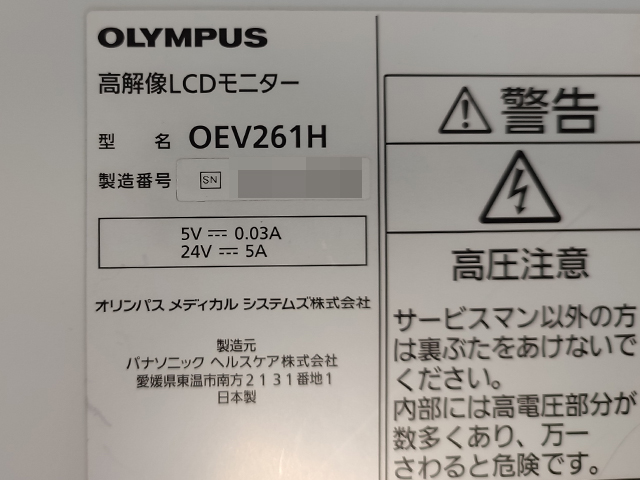 OLYMPUS
高解像LCDモニター
型 名 OEV261H
製造番号 SN
5V ⎓ 0.03A
24V ⎓ 5A
オリンパス メディカル システムズ株式会社
製造元
パナソニック ヘルスケア株式会社
愛媛県東温市南方2131番地1
日本製
警告
高圧注意
サービスマン以外の方
は裏ぶたをあけないで
ください。
内部には高電圧部分が
数多くあり、万一
さわると危険です。